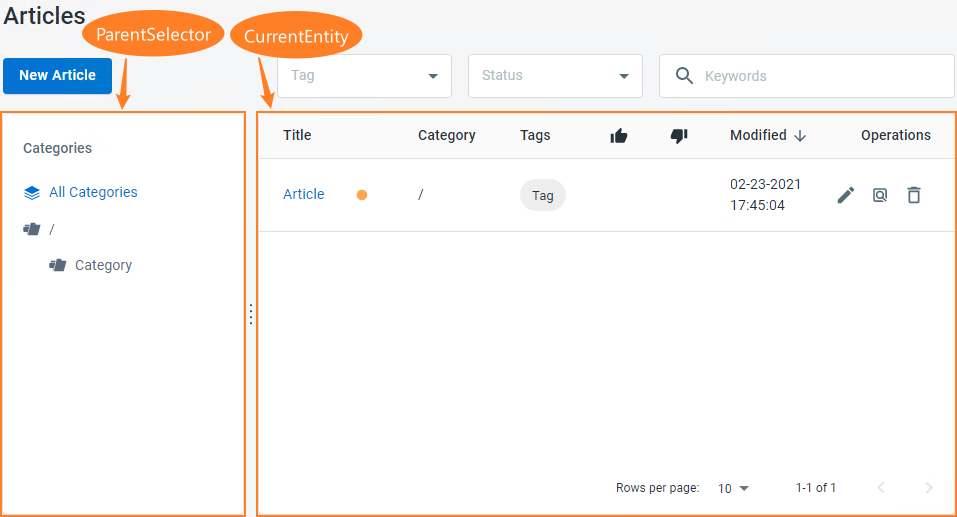 Articles
ParentSelector
CurrentEntity
New Article
Tag
Status
Keywords
Categories
All Categories
/
Category
Title Category Tags Modified Operations
Article / Tag 02-23-2021
17:45:04
Rows per page: 10 1-1 of 1